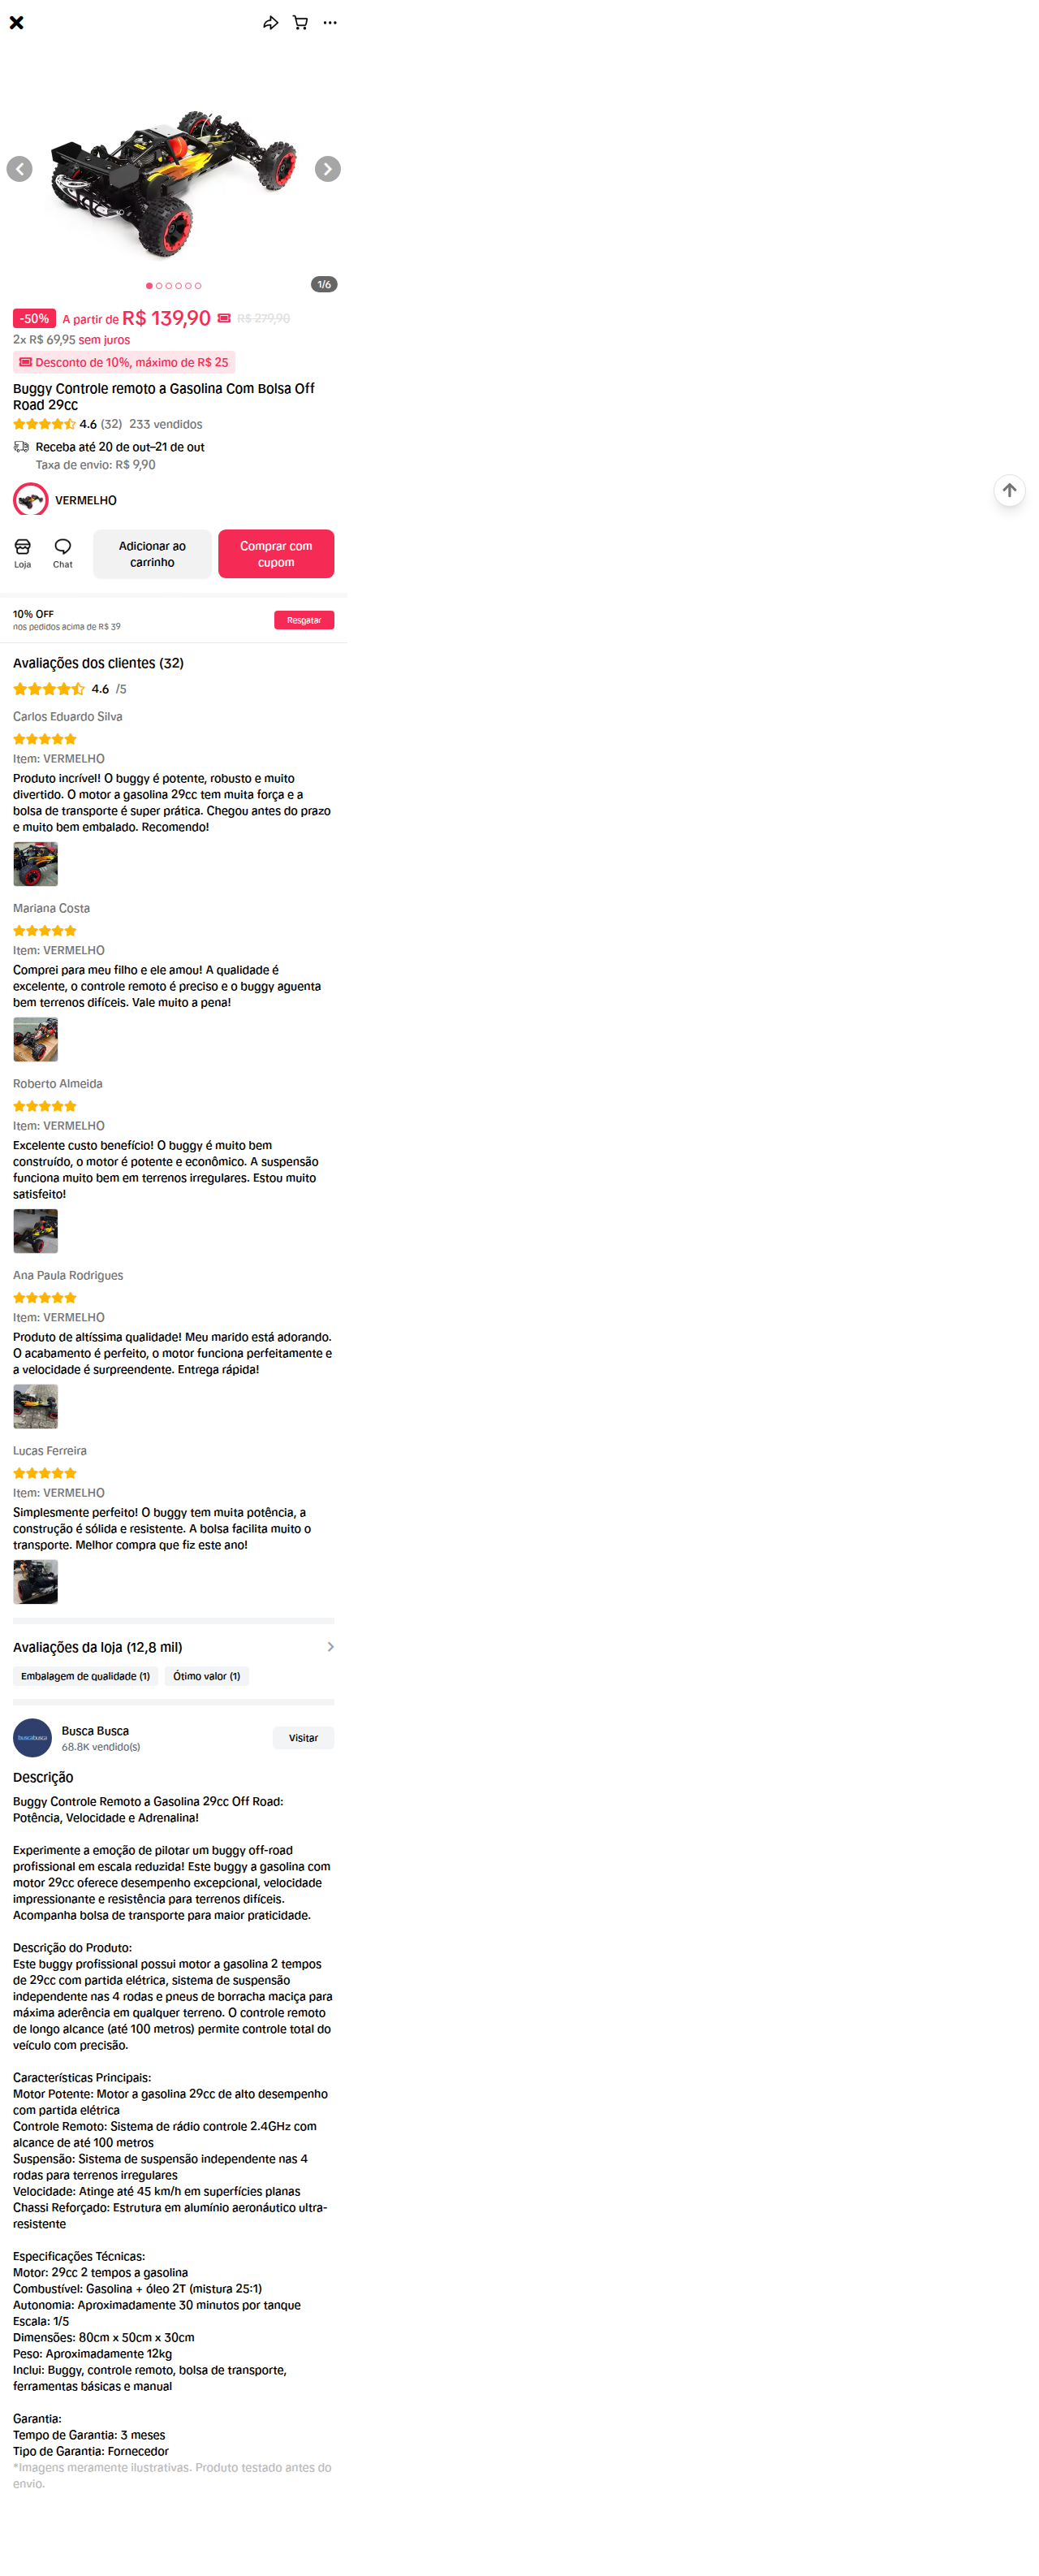 1/6
-50% A partir de R$ 139,90 R$ 279,90
2x R$ 69,95 sem juros
Desconto de 10%, máximo de R$ 25
Buggy Controle remoto a Gasolina Com Bolsa Off
Road 29cc
4.6 (32) 233 vendidos
Receba até 20 de out–21 de out
Taxa de envio: R$ 9,90
VERMELHO
Loja
Chat
Adicionar ao
carrinho
Comprar com
cupom
10% OFF
nos pedidos acima de R$ 39
Resgatar
Avaliações dos clientes (32)
4.6 /5
Carlos Eduardo Silva
Item: VERMELHO
Produto incrível! O buggy é potente, robusto e muito
divertido. O motor a gasolina 29cc tem muita força e a
bolsa de transporte é super prática. Chegou antes do prazo
e muito bem embalado. Recomendo!
Mariana Costa
Item: VERMELHO
Comprei para meu filho e ele amou! A qualidade é
excelente, o controle remoto é preciso e o buggy aguenta
bem terrenos difíceis. Vale muito a pena!
Roberto Almeida
Item: VERMELHO
Excelente custo benefício! O buggy é muito bem
construído, o motor é potente e econômico. A suspensão
funciona muito bem em terrenos irregulares. Estou muito
satisfeito!
Ana Paula Rodrigues
Item: VERMELHO
Produto de altíssima qualidade! Meu marido está adorando.
O acabamento é perfeito, o motor funciona perfeitamente e
a velocidade é surpreendente. Entrega rápida!
Lucas Ferreira
Item: VERMELHO
Simplesmente perfeito! O buggy tem muita potência, a
construção é sólida e resistente. A bolsa facilita muito o
transporte. Melhor compra que fiz este ano!
Avaliações da loja (12,8 mil)
Embalagem de qualidade (1)
Ótimo valor (1)
buscabusca
Busca Busca
68.8K vendido(s)
Visitar
Descrição
Buggy Controle Remoto a Gasolina 29cc Off Road:
Potência, Velocidade e Adrenalina!
Experimente a emoção de pilotar um buggy off-road
profissional em escala reduzida! Este buggy a gasolina com
motor 29cc oferece desempenho excepcional, velocidade
impressionante e resistência para terrenos difíceis.
Acompanha bolsa de transporte para maior praticidade.
Descrição do Produto:
Este buggy profissional possui motor a gasolina 2 tempos
de 29cc com partida elétrica, sistema de suspensão
independente nas 4 rodas e pneus de borracha maciça para
máxima aderência em qualquer terreno. O controle remoto
de longo alcance (até 100 metros) permite controle total do
veículo com precisão.
Características Principais:
Motor Potente: Motor a gasolina 29cc de alto desempenho
com partida elétrica
Controle Remoto: Sistema de rádio controle 2.4GHz com
alcance de até 100 metros
Suspensão: Sistema de suspensão independente nas 4
rodas para terrenos irregulares
Velocidade: Atinge até 45 km/h em superfícies planas
Chassi Reforçado: Estrutura em alumínio aeronáutico ultra-
resistente
Especificações Técnicas:
Motor: 29cc 2 tempos a gasolina
Combustível: Gasolina + óleo 2T (mistura 25:1)
Autonomia: Aproximadamente 30 minutos por tanque
Escala: 1/5
Dimensões: 80cm x 50cm x 30cm
Peso: Aproximadamente 12kg
Inclui: Buggy, controle remoto, bolsa de transporte,
ferramentas básicas e manual
Garantia:
Tempo de Garantia: 3 meses
Tipo de Garantia: Fornecedor
*Imagens meramente ilustrativas. Produto testado antes do
envio.